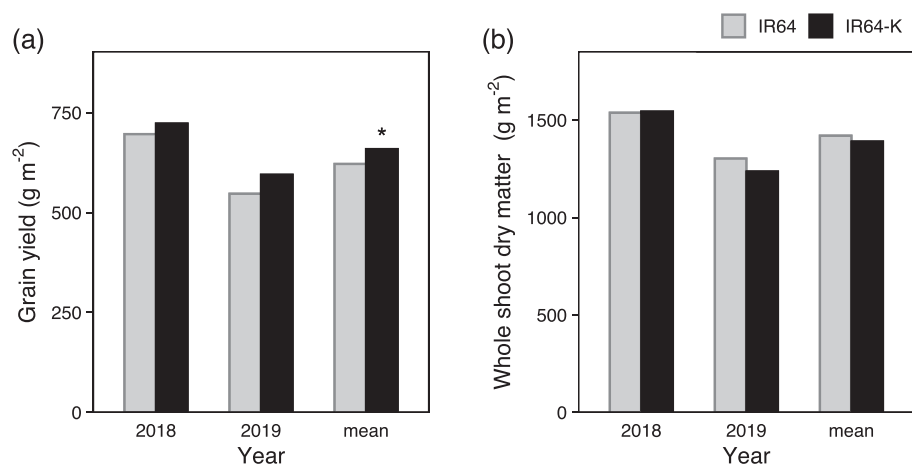 IR64 IR64-K
(a)
Grain yield (g m-2)
750
500
250
0
*
2018 2019 mean
Year
(b)
Whole shoot dry matter (g m-2)
1500
1000
500
0
2018 2019 mean
Year